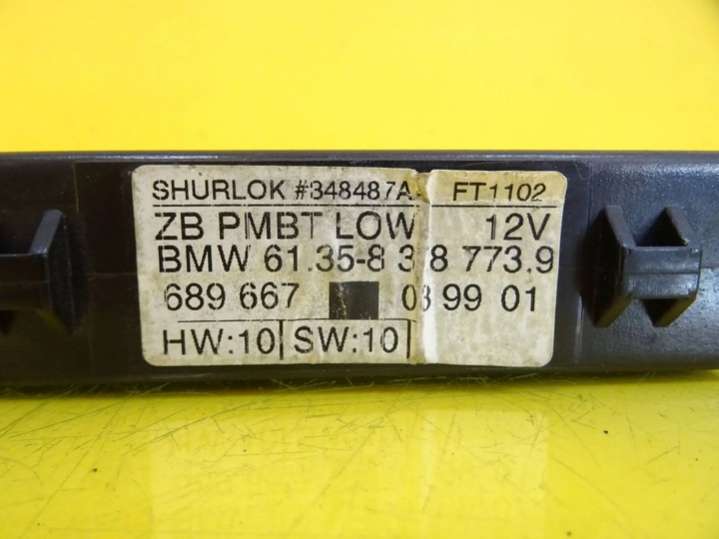 SHURLOK #348487A FT1102
ZB PMBT LOW 12V
BMW 61.35-8 38 773.9
689 667 03 99 01
HW:10 SW:10